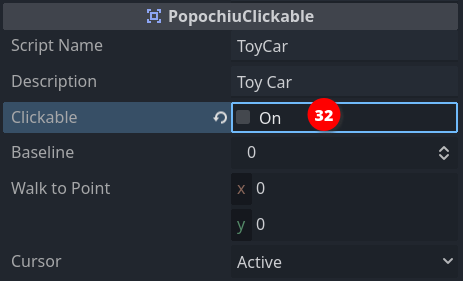 PopochiuClickable
Script Name ToyCar
Description Toy Car
Clickable On 32
Baseline 0
Walk to Point x 0
y 0
Cursor Active